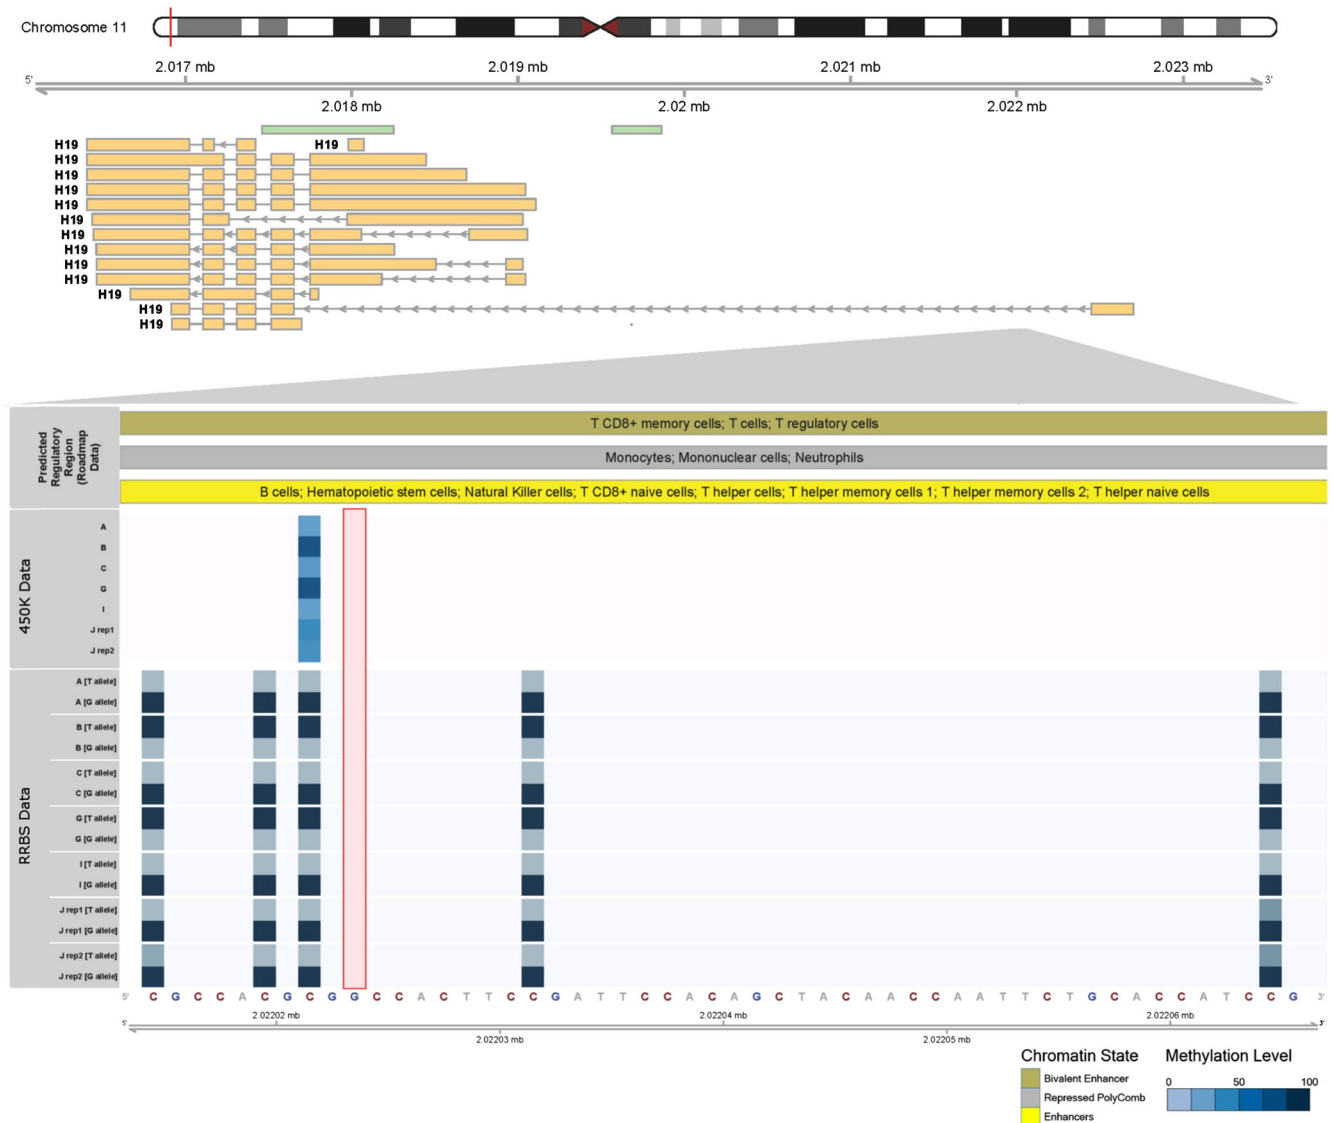 Chromosome 11
2.017 mb 2.019 mb 2.021 mb 2.023 mb
5' 3'
2.018 mb 2.02 mb 2.022 mb
H19 H19
H19
H19
H19
H19
H19
H19
H19
H19
H19
H19
H19
H19
Predicted
Regulatory
Region
(Roadmap
Data)
T CD8+ memory cells; T cells; T regulatory cells
Monocytes; Mononuclear cells; Neutrophils
B cells; Hematopoietic stem cells; Natural Killer cells; T CD8+ naive cells; T helper cells; T helper memory cells 1; T helper memory cells 2; T helper naive cells
450K Data
A
B
C
G
I
J rep1
J rep2
RRBS Data
A [T allele]
A [G allele]
B [T allele]
B [G allele]
C [T allele]
C [G allele]
G [T allele]
G [G allele]
I [T allele]
I [G allele]
J rep1 [T allele]
J rep1 [G allele]
J rep2 [T allele]
J rep2 [G allele]
5' C G C C A C G C G G C C A C T T C C G A T T C C A C A G C T A C A A C C A A T T C T G C A C C A T C C G 3'
2.02202 mb 2.02204 mb 2.02206 mb
5' 3'
2.02203 mb 2.02205 mb
Chromatin State
Bivalent Enhancer
Repressed PolyComb
Enhancers
Methylation Level
0 50 100